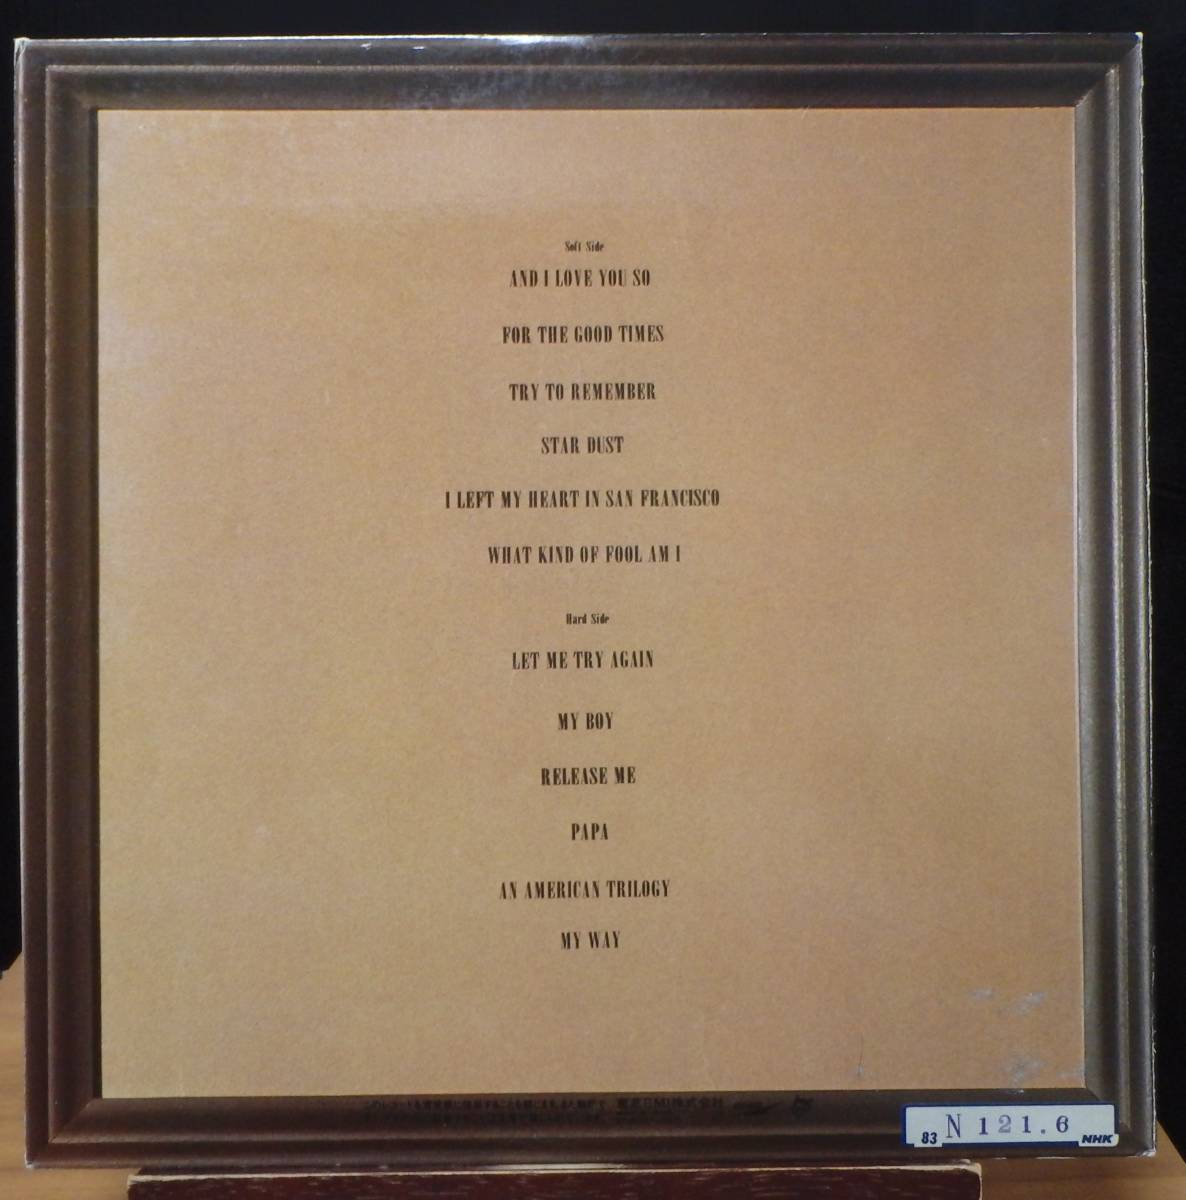 Soft Side
AND I LOVE YOU SO
FOR THE GOOD TIMES
TRY TO REMEMBER
STAR DUST
I LEFT MY HEART IN SAN FRANCISCO
WHAT KIND OF FOOL AM I
Hard Side
LET ME TRY AGAIN
MY BOY
RELEASE ME
PAPA
AN AMERICAN TRILOGY
MY WAY
83 N 121.6 NHK